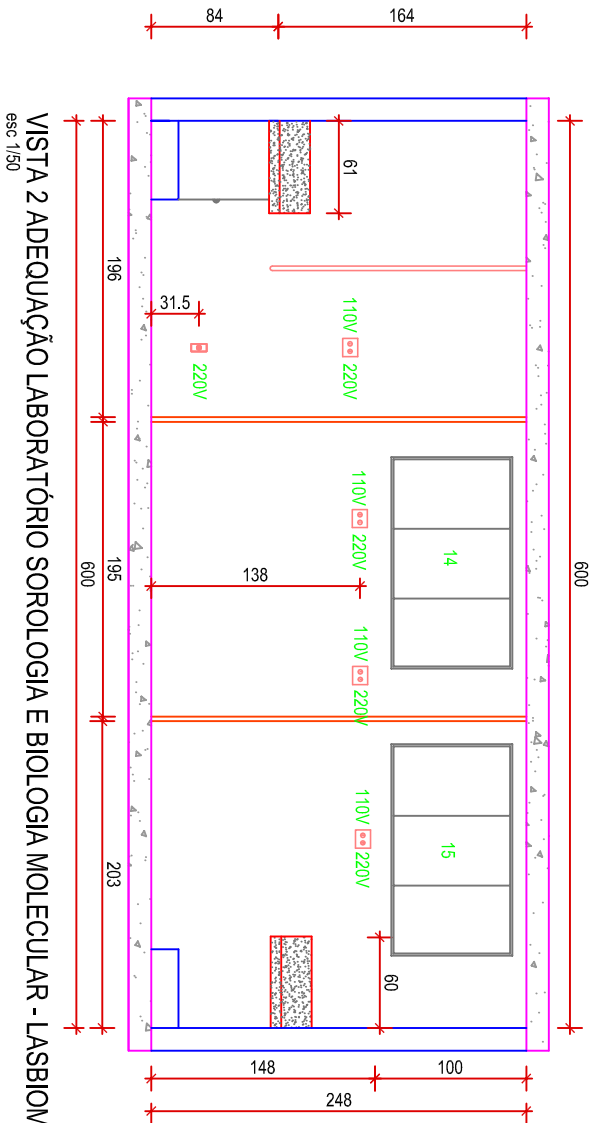 84
164
600
61
196
31.5
220V
110V
220V
110V
220V
14
195
600
138
110V
220V
110V
220V
15
203
60
148
100
248
VISTA 2 ADEQUAÇÃO LABORATÓRIO SOROLOGIA E BIOLOGIA MOLECULAR - LASBIOM
esc 1/50